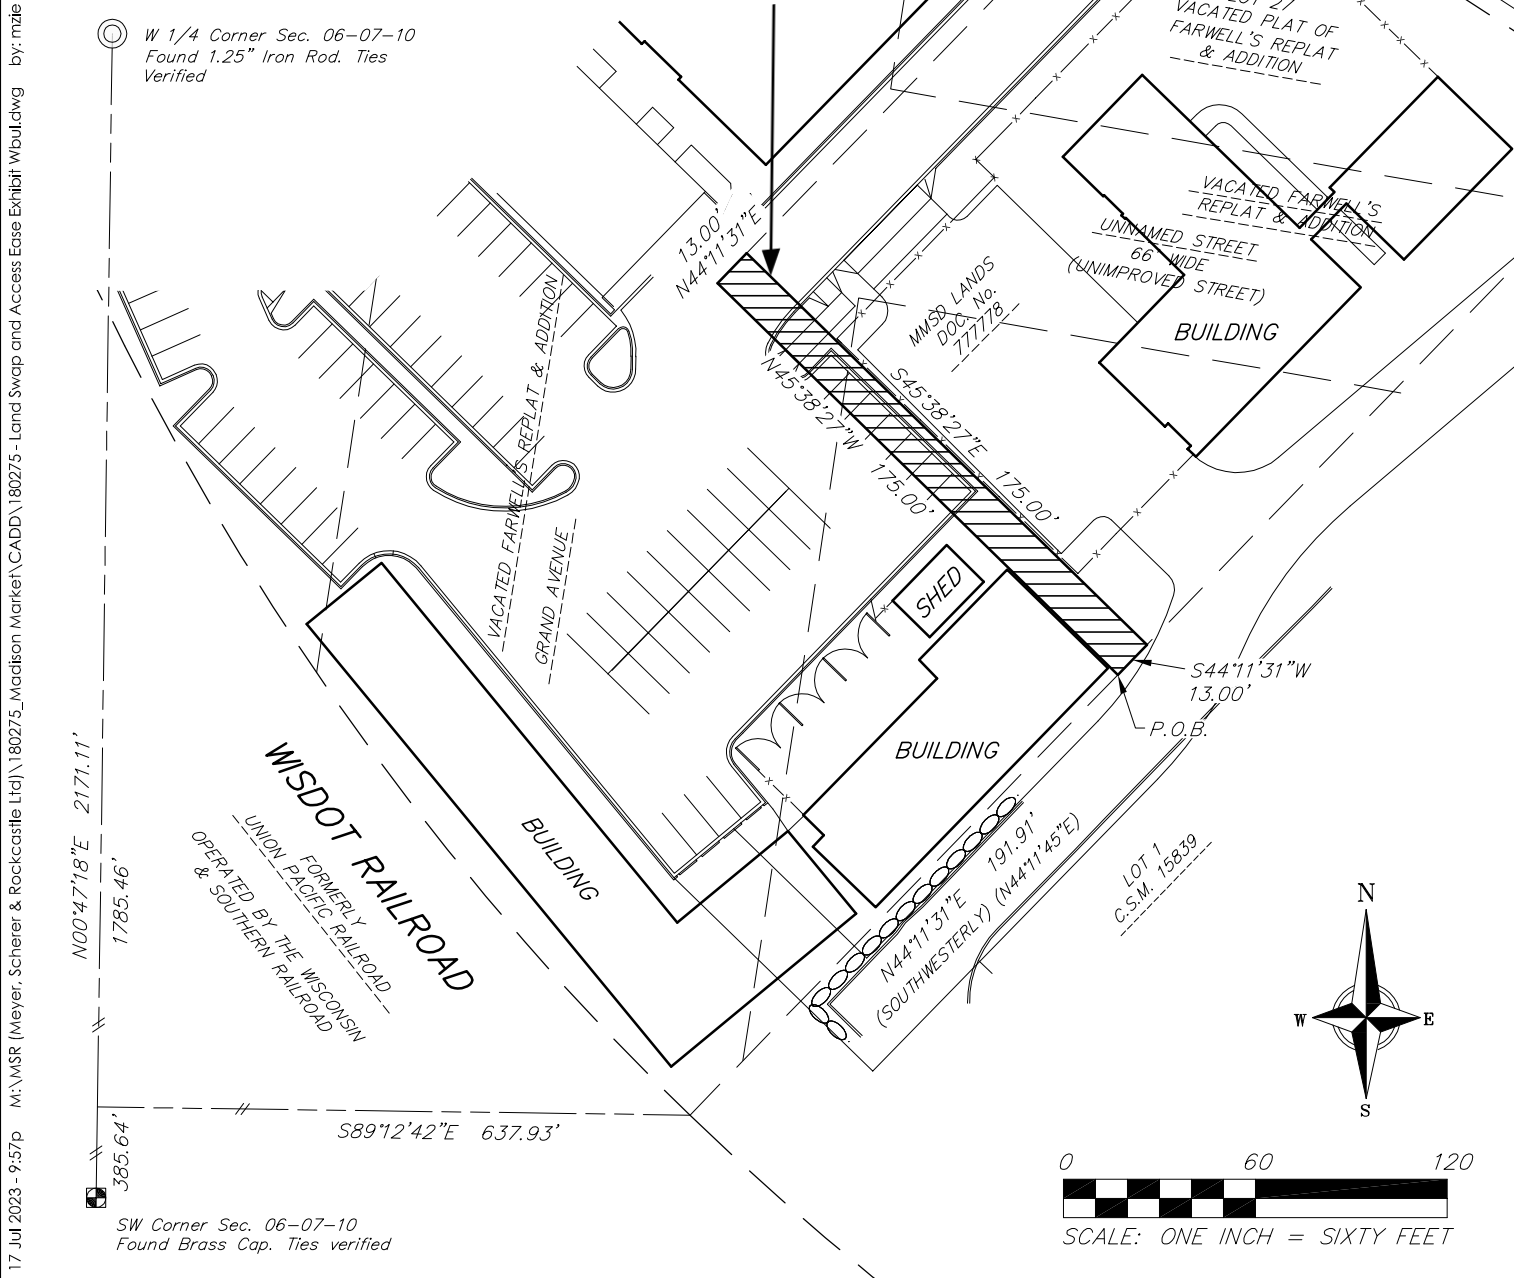 17 Jul 2023 - 9:57p M:\MSR (Meyer, Scherer & Rockcastle Ltd)\180275_Madison Market\CADD\180275 - Land Swap and Access Ease Exhibit Wbul.dwg by: mzie
W 1/4 Corner Sec. 06-07-10
Found 1.25" Iron Rod. Ties
Verified
VACATED PLAT OF
FARWELL'S REPLAT
& ADDITION
VACATED FARWELL'S
REPLAT & ADDITION
UNNAMED STREET
66' WIDE
(UNIMPROVED STREET)
BUILDING
13.00'
N44°11'31"E
MMSD LANDS
DOC. No.
777778
N45°38'27"W 175.00'
S45°38'27"E 175.00'
VACATED FARWELL'S REPLAT & ADDITION
GRAND AVENUE
SHED
S44°11'31"W
13.00'
P.O.B.
BUILDING
BUILDING
WISDOT RAILROAD
FORMERLY
UNION PACIFIC RAILROAD
OPERATED BY THE WISCONSIN
& SOUTHERN RAILROAD
N00°47'18"E 2171.11'
1785.46'
N44°11'31"E 191.91'
(SOUTHWESTERLY) (N44°11'45"E)
LOT 1
C.S.M. 15839
N
W
E
S
385.64'
S89°12'42"E 637.93'
0 60 120
SCALE: ONE INCH = SIXTY FEET
SW Corner Sec. 06-07-10
Found Brass Cap. Ties verified